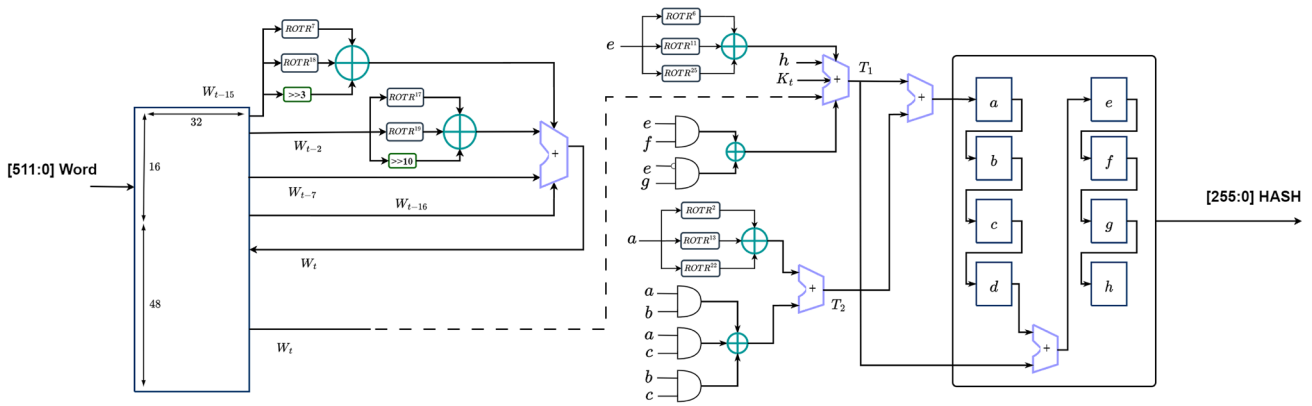 ROTR⁷
ROTR¹⁸
>>3
W_{t-15}
32
16
48
[511:0] Word
W_{t-2}
ROTR¹⁷
ROTR¹⁹
>>10
W_{t-7}
W_{t-16}
+
W_t
W_t
e
ROTR⁶
ROTR¹¹
ROTR²⁵
h
K_t
+
T₁
e
f
e
g
a
ROTR²
ROTR¹³
ROTR²²
a
b
a
c
b
c
+
T₂
+
a
b
c
d
+
e
f
g
h
[255:0] HASH